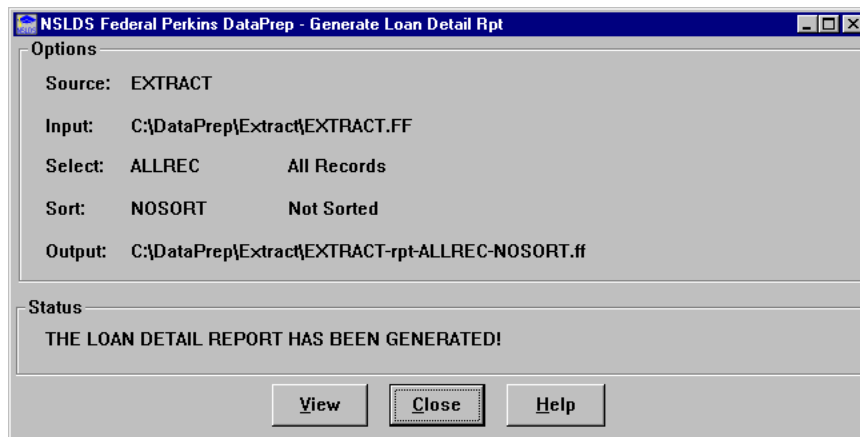 NSLDS Federal Perkins DataPrep - Generate Loan Detail Rpt
Options
Source: EXTRACT
Input: C:\DataPrep\Extract\EXTRACT.FF
Select: ALLREC All Records
Sort: NOSORT Not Sorted
Output: C:\DataPrep\Extract\EXTRACT-rpt-ALLREC-NOSORT.ff
Status
THE LOAN DETAIL REPORT HAS BEEN GENERATED!
View Close Help